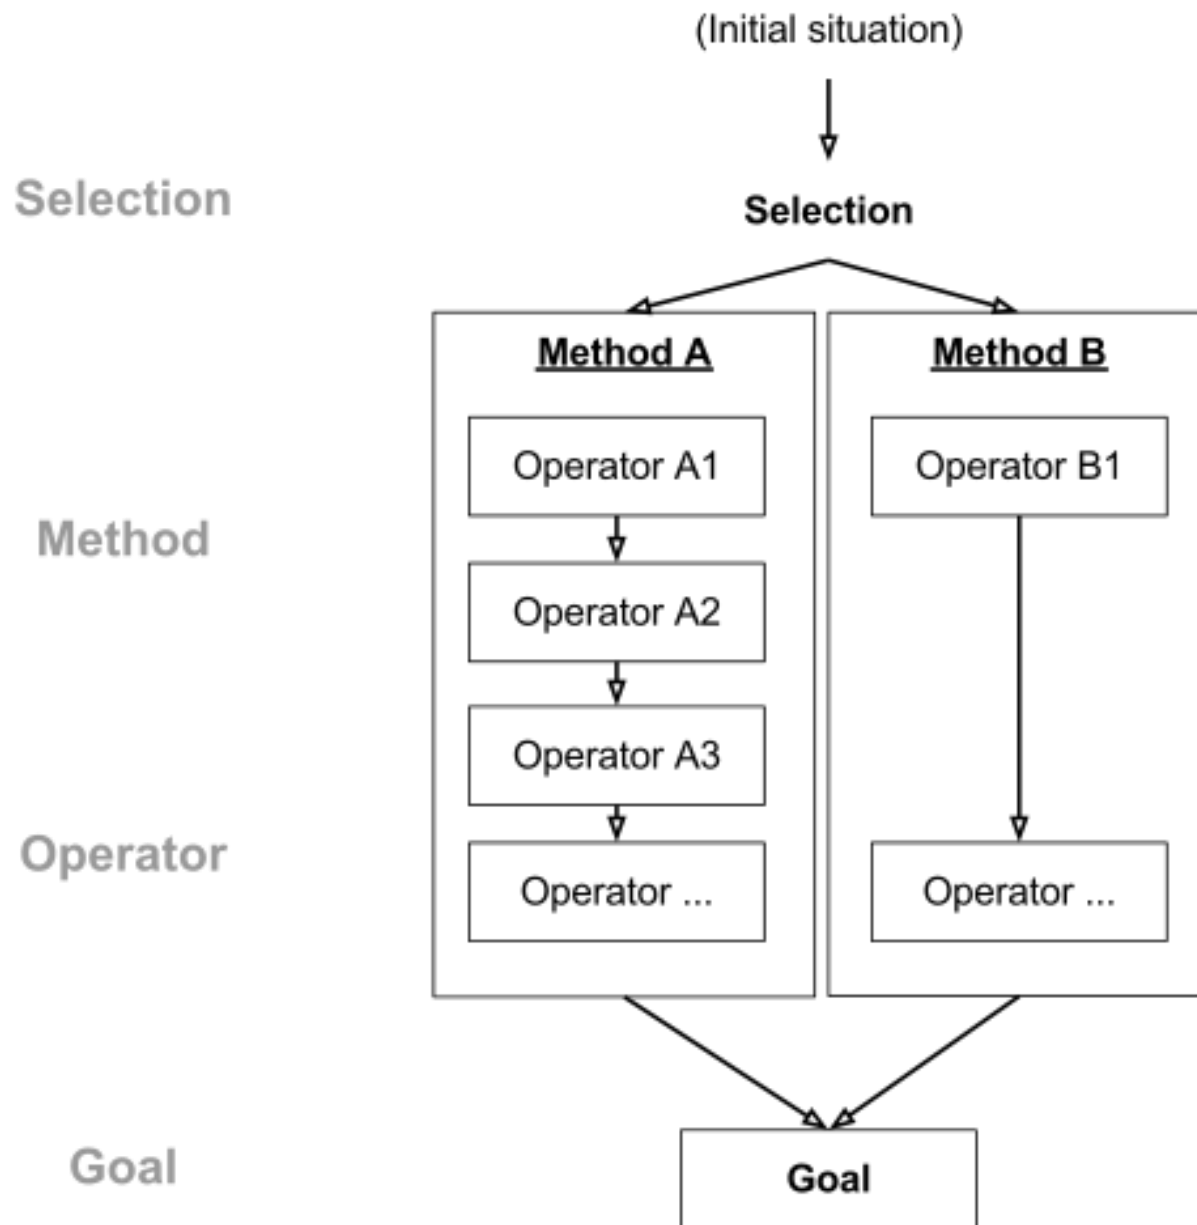 (Initial situation)
Selection
Selection
Method A
Method B
Operator A1
Operator B1
Method
Operator A2
Operator A3
Operator
Operator ...
Operator ...
Goal
Goal